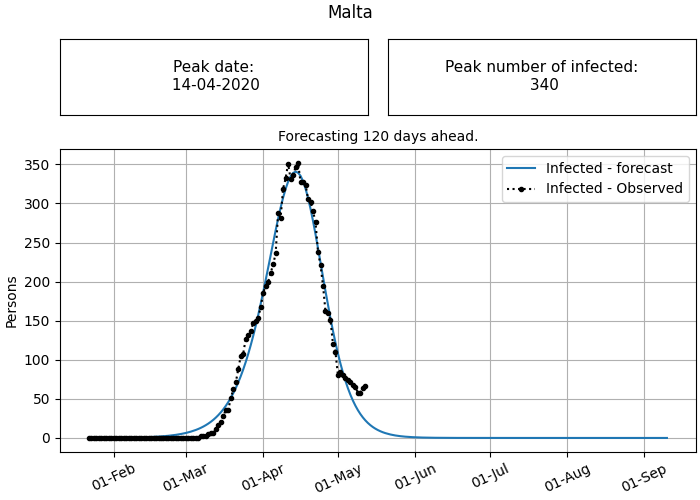 Malta
Peak date:
14-04-2020
Peak number of infected:
340
Forecasting 120 days ahead.
350
300
250
200
150
100
50
0
Persons
Infected - forecast
Infected - Observed
01-Feb
01-Mar
01-Apr
01-May
01-Jun
01-Jul
01-Aug
01-Sep